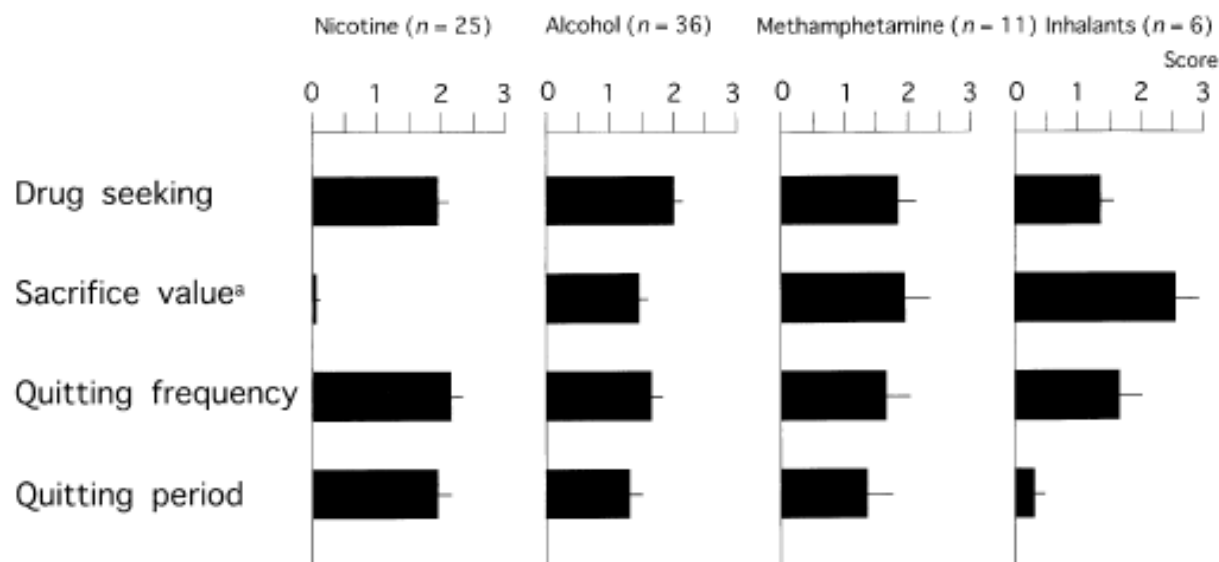 Nicotine (n = 25) Alcohol (n = 36) Methamphetamine (n = 11) Inhalants (n = 6)
Score
0 1 2 3 0 1 2 3 0 1 2 3 0 1 2 3
Drug seeking
Sacrifice valueª
Quitting frequency
Quitting period